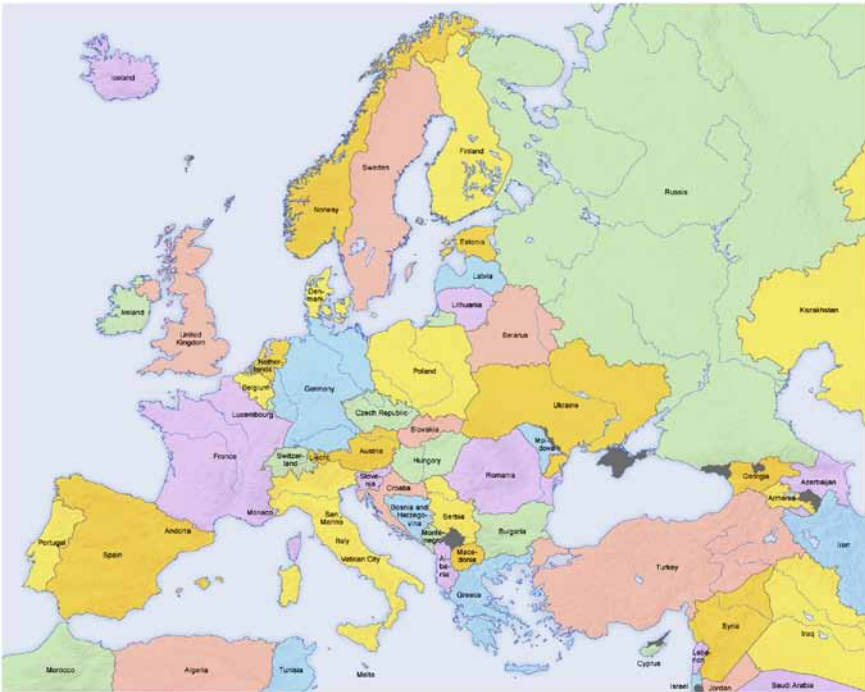 Iceland
Sweden
Finland
Norway
Russia
Estonia
Latvia
Den-
mark
Lithuania
Ireland
United
Kingdom
Belarus
Kazakhstan
Nether-
lands
Belgium
Germany
Poland
Luxembourg
Czech Republic
Ukraine
Slovakia
Mol-
dova
France
Switzer-
land
Liecht.
Austria
Hungary
Romania
Slove-
nia
Croatia
Georgia
Azerbaijan
Armenia
Monaco
San
Marino
Bosnia and
Herzego-
vina
Serbia
Andorra
Portugal
Spain
Italy
Monte-
negro
Bulgaria
Iran
Vatican City
Mace-
donia
Al-
ba-
nia
Greece
Turkey
Syria
Iraq
Cyprus
Leba-
non
Morocco
Algeria
Tunisia
Malta
Israel
Jordan
Saudi Arabia